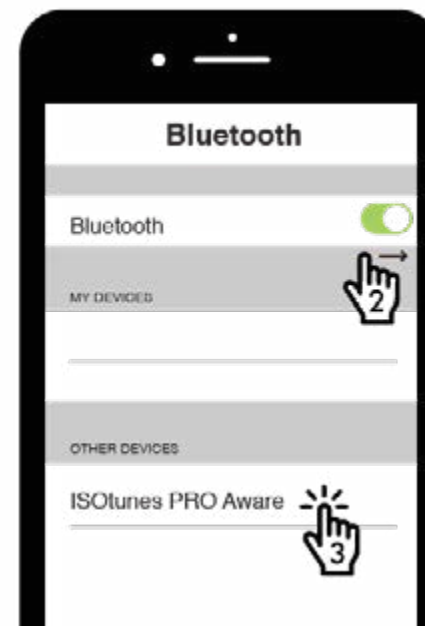 Bluetooth
Bluetooth
2
MY DEVICES
OTHER DEVICES
ISOtunes PRO Aware
3